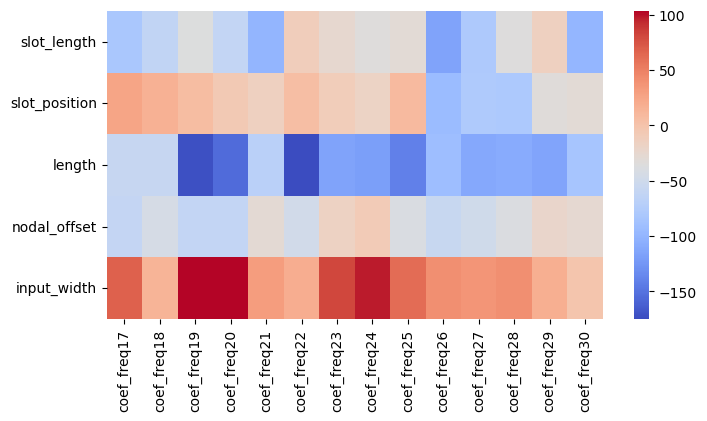 slot_length
slot_position
length
nodal_offset
input_width
coef_freq17
coef_freq18
coef_freq19
coef_freq20
coef_freq21
coef_freq22
coef_freq23
coef_freq24
coef_freq25
coef_freq26
coef_freq27
coef_freq28
coef_freq29
coef_freq30
100
50
0
−50
−100
−150